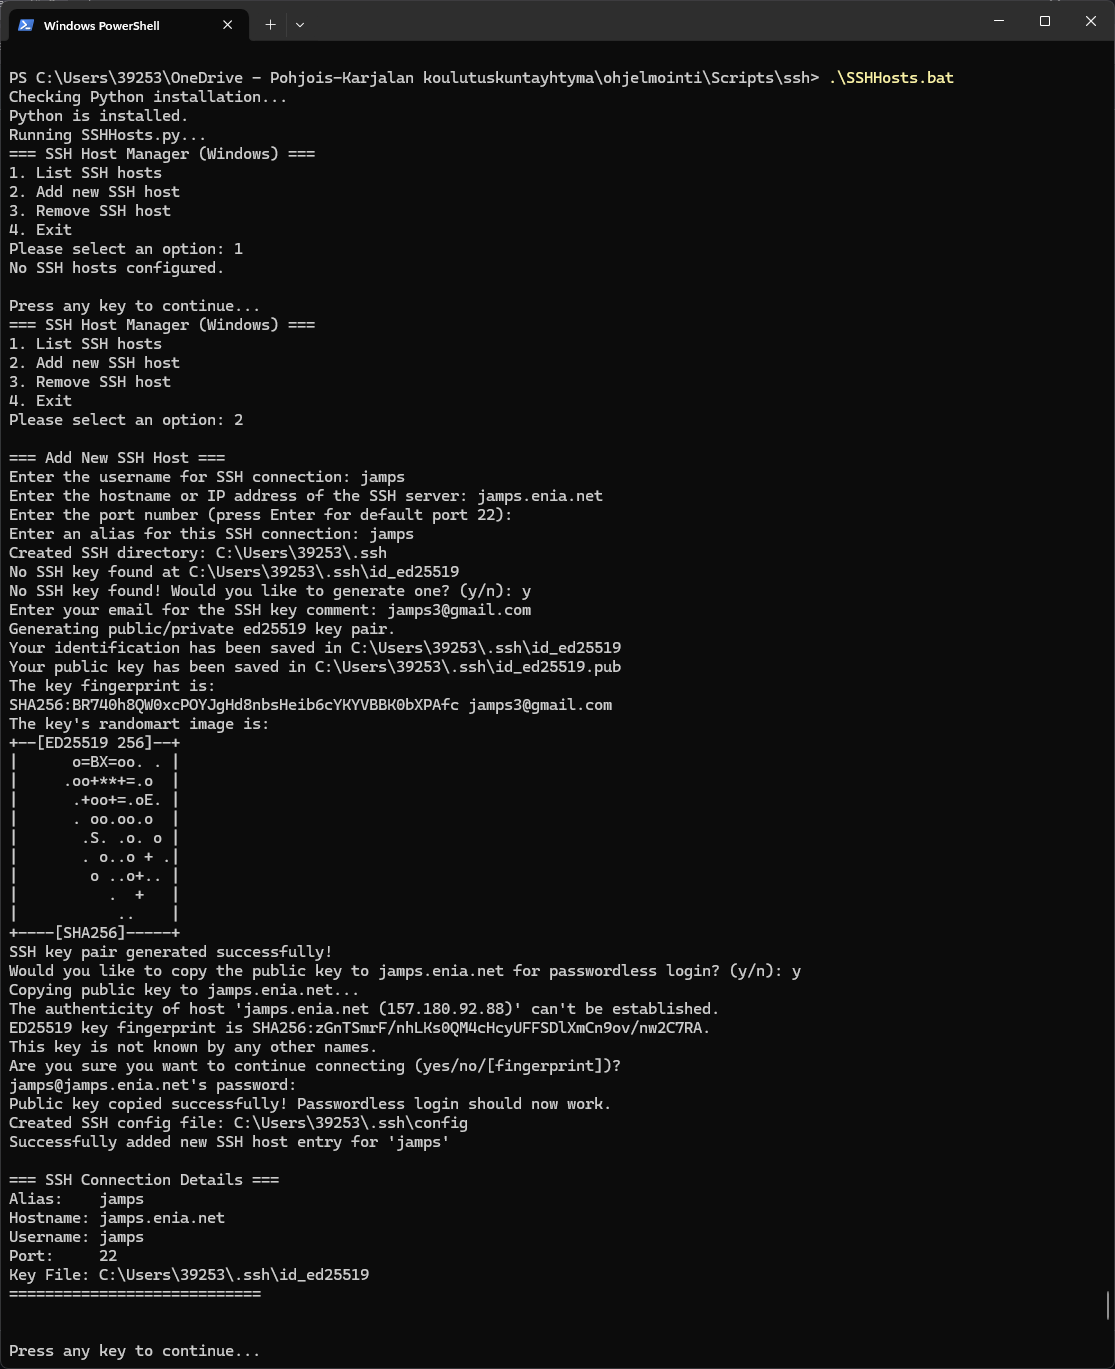 Windows PowerShell
PS C:\Users\39253\OneDrive - Pohjois-Karjalan koulutuskuntayhtyma\ohjelmointi\Scripts\ssh> .\SSHHosts.bat
Checking Python installation...
Python is installed.
Running SSHHosts.py...
=== SSH Host Manager (Windows) ===
1. List SSH hosts
2. Add new SSH host
3. Remove SSH host
4. Exit
Please select an option: 1
No SSH hosts configured.

Press any key to continue...
=== SSH Host Manager (Windows) ===
1. List SSH hosts
2. Add new SSH host
3. Remove SSH host
4. Exit
Please select an option: 2

=== Add New SSH Host ===
Enter the username for SSH connection: jamps
Enter the hostname or IP address of the SSH server: jamps.enia.net
Enter the port number (press Enter for default port 22):
Enter an alias for this SSH connection: jamps
Created SSH directory: C:\Users\39253\.ssh
No SSH key found at C:\Users\39253\.ssh\id_ed25519
No SSH key found! Would you like to generate one? (y/n): y
Enter your email for the SSH key comment: jamps3@gmail.com
Generating public/private ed25519 key pair.
Your identification has been saved in C:\Users\39253\.ssh\id_ed25519
Your public key has been saved in C:\Users\39253\.ssh\id_ed25519.pub
The key fingerprint is:
SHA256:BR740h8QW0xcPOYJgHd8nbsHeib6cYKYVBBK0bXPAfc jamps3@gmail.com
The key's randomart image is:
+--[ED25519 256]--+
|      o=BX=oo. . |
|     .oo+**+=.o  |
|      .+oo+=.oE. |
|      . oo.oo.o  |
|       .S. .o. o |
|       . o..o + .|
|        o ..o+.. |
|          .  +   |
|           ..    |
+----[SHA256]-----+
SSH key pair generated successfully!
Would you like to copy the public key to jamps.enia.net for passwordless login? (y/n): y
Copying public key to jamps.enia.net...
The authenticity of host 'jamps.enia.net (157.180.92.88)' can't be established.
ED25519 key fingerprint is SHA256:zGnTSmrF/nhLKs0QM4cHcyUFFSDlXmCn9ov/nw2C7RA.
This key is not known by any other names.
Are you sure you want to continue connecting (yes/no/[fingerprint])?
jamps@jamps.enia.net's password:
Public key copied successfully! Passwordless login should now work.
Created SSH config file: C:\Users\39253\.ssh\config
Successfully added new SSH host entry for 'jamps'

=== SSH Connection Details ===
Alias:    jamps
Hostname: jamps.enia.net
Username: jamps
Port:     22
Key File: C:\Users\39253\.ssh\id_ed25519
============================

Press any key to continue...